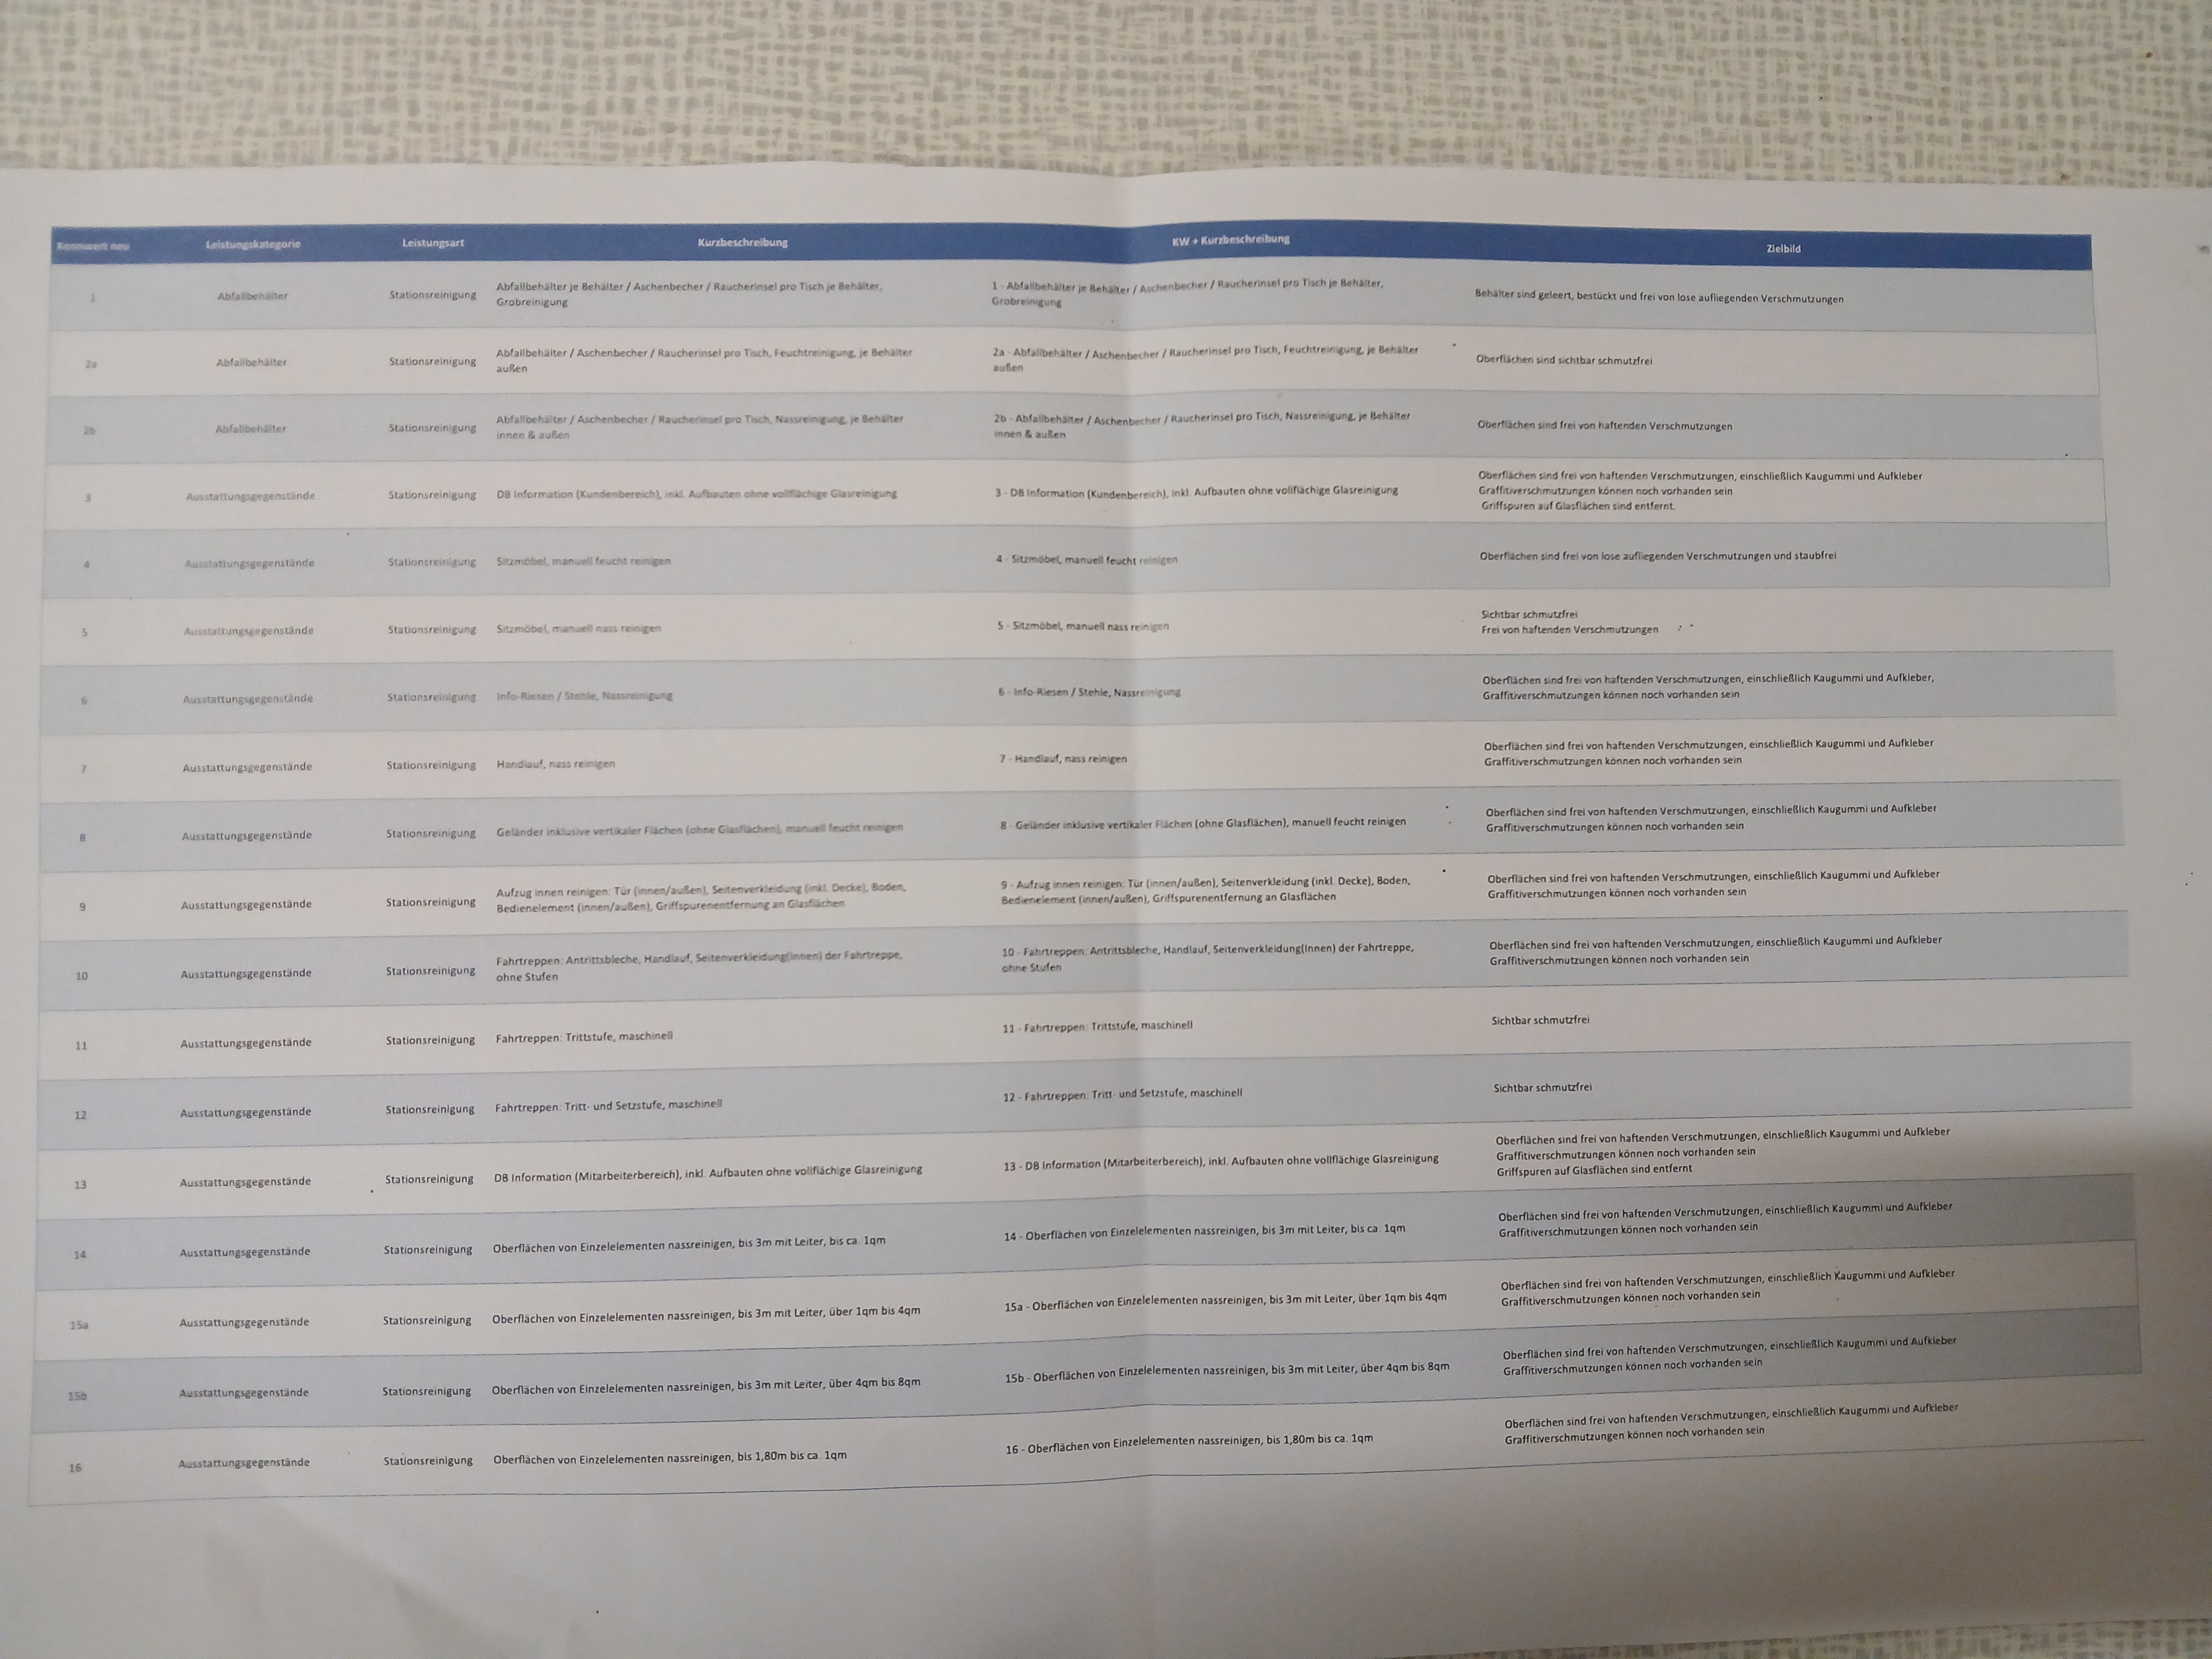 Kennwert neu Leistungskategorie Leistungsart Kurzbeschreibung KW + Kurzbeschreibung Zielbild
1 Abfallbehälter Stationsreinigung Abfallbehälter je Behälter / Aschenbecher / Raucherinsel pro Tisch je Behälter, 1 - Abfallbehälter je Behälter / Aschenbecher / Raucherinsel pro Tisch je Behälter, Behälter sind geleert, bestückt und frei von lose aufliegenden Verschmutzungen
Grobreinigung Grobreinigung
2a Abfallbehälter Stationsreinigung Abfallbehälter / Aschenbecher / Raucherinsel pro Tisch, Feuchtreinigung, je Behälter 2a - Abfallbehälter / Aschenbecher / Raucherinsel pro Tisch, Feuchtreinigung, je Behälter Oberflächen sind sichtbar schmutzfrei
außen außen
2b Abfallbehälter Stationsreinigung Abfallbehälter / Aschenbecher / Raucherinsel pro Tisch, Nassreinigung, je Behälter 2b - Abfallbehälter / Aschenbecher / Raucherinsel pro Tisch, Nassreinigung, je Behälter Oberflächen sind frei von haftenden Verschmutzungen
innen & außen innen & außen
3 Ausstattungsgegenstände Stationsreinigung DB Information (Kundenbereich), inkl. Aufbauten ohne vollflächige Glasreinigung 3 - DB Information (Kundenbereich), inkl. Aufbauten ohne vollflächige Glasreinigung Oberflächen sind frei von haftenden Verschmutzungen, einschließlich Kaugummi und Aufkleber
Graffitiverschmutzungen können noch vorhanden sein
Griffspuren auf Glasflächen sind entfernt.
4 Ausstattungsgegenstände Stationsreinigung Sitzmöbel, manuell feucht reinigen 4 - Sitzmöbel, manuell feucht reinigen Oberflächen sind frei von lose aufliegenden Verschmutzungen und staubfrei
5 Ausstattungsgegenstände Stationsreinigung Sitzmöbel, manuell nass reinigen 5 - Sitzmöbel, manuell nass reinigen Sichtbar schmutzfrei
Frei von haftenden Verschmutzungen
6 Ausstattungsgegenstände Stationsreinigung Info-Riesen / Stehle, Nassreinigung 6 - Info-Riesen / Stehle, Nassreinigung Oberflächen sind frei von haftenden Verschmutzungen, einschließlich Kaugummi und Aufkleber,
Graffitiverschmutzungen können noch vorhanden sein
7 Ausstattungsgegenstände Stationsreinigung Handlauf, nass reinigen 7 - Handlauf, nass reinigen Oberflächen sind frei von haftenden Verschmutzungen, einschließlich Kaugummi und Aufkleber
Graffitiverschmutzungen können noch vorhanden sein
8 Ausstattungsgegenstände Stationsreinigung Geländer inklusive vertikaler Flächen (ohne Glasflächen), manuell feucht reinigen 8 - Geländer inklusive vertikaler Flächen (ohne Glasflächen), manuell feucht reinigen Oberflächen sind frei von haftenden Verschmutzungen, einschließlich Kaugummi und Aufkleber
Graffitiverschmutzungen können noch vorhanden sein
9 Ausstattungsgegenstände Stationsreinigung Aufzug innen reinigen: Tür (innen/außen), Seitenverkleidung (inkl. Decke), Boden, 9 - Aufzug innen reinigen: Tür (innen/außen), Seitenverkleidung (inkl. Decke), Boden, Oberflächen sind frei von haftenden Verschmutzungen, einschließlich Kaugummi und Aufkleber
Bedienelement (innen/außen), Griffspurenentfernung an Glasflächen Bedienelement (innen/außen), Griffspurenentfernung an Glasflächen Graffitiverschmutzungen können noch vorhanden sein
10 Ausstattungsgegenstände Stationsreinigung Fahrtreppen: Antrittsbleche, Handlauf, Seitenverkleidung(Innen) der Fahrtreppe, 10 - Fahrtreppen: Antrittsbleche, Handlauf, Seitenverkleidung(Innen) der Fahrtreppe, Oberflächen sind frei von haftenden Verschmutzungen, einschließlich Kaugummi und Aufkleber
ohne Stufen ohne Stufen Graffitiverschmutzungen können noch vorhanden sein
11 Ausstattungsgegenstände Stationsreinigung Fahrtreppen: Trittstufe, maschinell 11 - Fahrtreppen: Trittstufe, maschinell Sichtbar schmutzfrei
12 Ausstattungsgegenstände Stationsreinigung Fahrtreppen: Tritt- und Setzstufe, maschinell 12 - Fahrtreppen: Tritt- und Setzstufe, maschinell Sichtbar schmutzfrei
13 Ausstattungsgegenstände Stationsreinigung DB Information (Mitarbeiterbereich), inkl. Aufbauten ohne vollflächige Glasreinigung 13 - DB Information (Mitarbeiterbereich), inkl. Aufbauten ohne vollflächige Glasreinigung Oberflächen sind frei von haftenden Verschmutzungen, einschließlich Kaugummi und Aufkleber
Graffitiverschmutzungen können noch vorhanden sein
Griffspuren auf Glasflächen sind entfernt
14 Ausstattungsgegenstände Stationsreinigung Oberflächen von Einzelelementen nassreinigen, bis 3m mit Leiter, bis ca. 1qm 14 - Oberflächen von Einzelelementen nassreinigen, bis 3m mit Leiter, bis ca. 1qm Oberflächen sind frei von haftenden Verschmutzungen, einschließlich Kaugummi und Aufkleber
Graffitiverschmutzungen können noch vorhanden sein
15a Ausstattungsgegenstände Stationsreinigung Oberflächen von Einzelelementen nassreinigen, bis 3m mit Leiter, über 1qm bis 4qm 15a - Oberflächen von Einzelelementen nassreinigen, bis 3m mit Leiter, über 1qm bis 4qm Oberflächen sind frei von haftenden Verschmutzungen, einschließlich Kaugummi und Aufkleber
Graffitiverschmutzungen können noch vorhanden sein
15b Ausstattungsgegenstände Stationsreinigung Oberflächen von Einzelelementen nassreinigen, bis 3m mit Leiter, über 4qm bis 8qm 15b - Oberflächen von Einzelelementen nassreinigen, bis 3m mit Leiter, über 4qm bis 8qm Oberflächen sind frei von haftenden Verschmutzungen, einschließlich Kaugummi und Aufkleber
Graffitiverschmutzungen können noch vorhanden sein
16 Ausstattungsgegenstände Stationsreinigung Oberflächen von Einzelelementen nassreinigen, bis 1,80m bis ca. 1qm 16 - Oberflächen von Einzelelementen nassreinigen, bis 1,80m bis ca. 1qm Oberflächen sind frei von haftenden Verschmutzungen, einschließlich Kaugummi und Aufkleber
Graffitiverschmutzungen können noch vorhanden sein